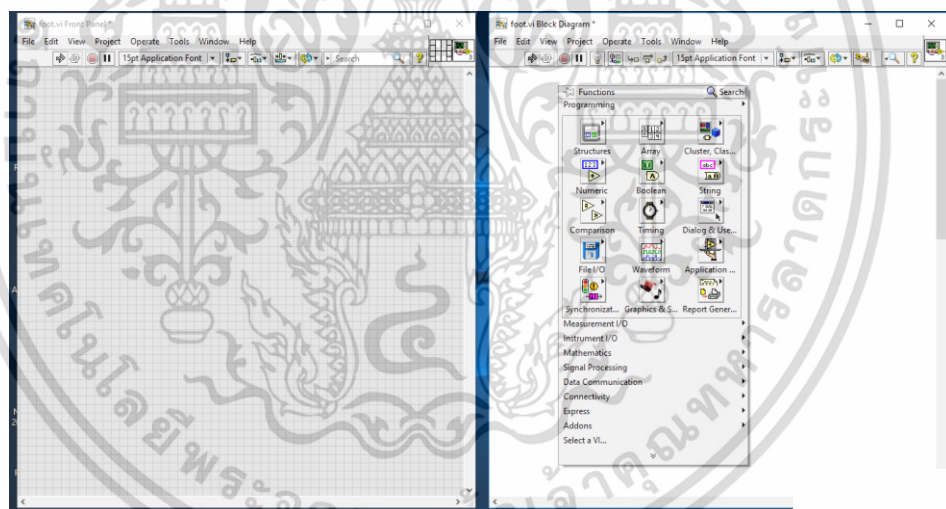 foot.vi Front Panel *
File Edit View Project Operate Tools Window Help
15pt Application Font
Search
foot.vi Block Diagram *
File Edit View Project Operate Tools Window Help
15pt Application Font
Functions
Search
Programming
Structures Array Cluster, Clas...
Numeric Boolean String
Comparison Timing Dialog & Use...
File I/O Waveform Application ...
Synchronizat... Graphics & S... Report Gener...
Measurement I/O
Instrument I/O
Mathematics
Signal Processing
Data Communication
Connectivity
Express
Addons
Select a VI...